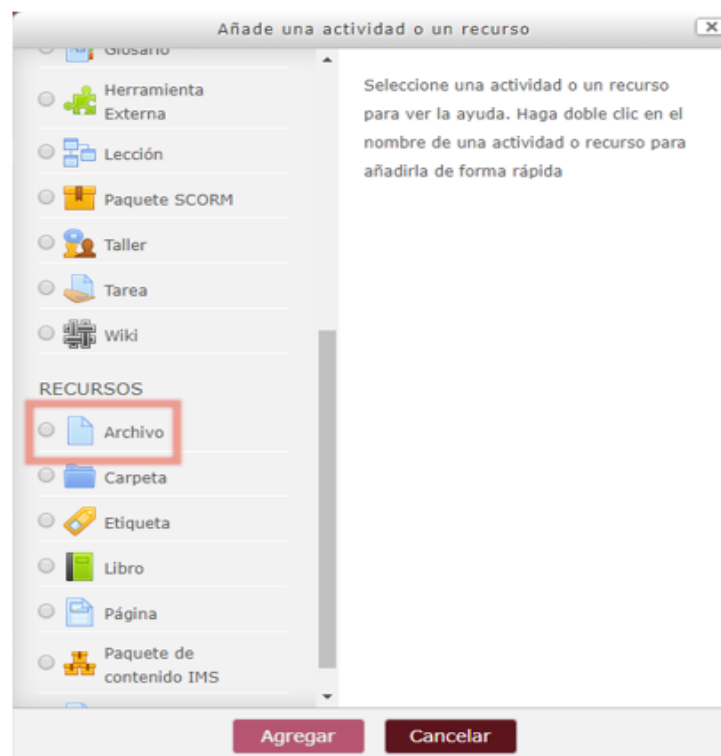 Añade una actividad o un recurso
Glosario
Herramienta
Externa
Lección
Paquete SCORM
Taller
Tarea
Wiki
RECURSOS
Archivo
Carpeta
Etiqueta
Libro
Página
Paquete de
contenido IMS
Seleccione una actividad o un recurso
para ver la ayuda. Haga doble clic en el
nombre de una actividad o recurso para
añadirla de forma rápida
Agregar
Cancelar